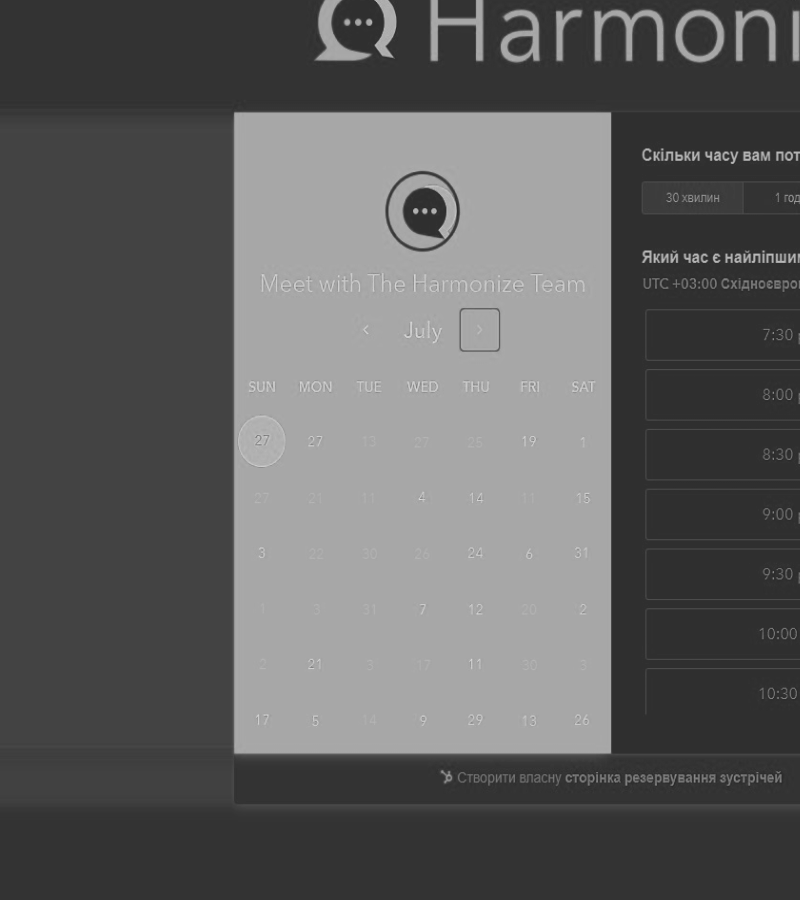 Harmoni
Meet with The Harmonize Team
July
SUN MON TUE WED THU FRI SAT
27 27 13 27 25 19 1
27 21 11 4 14 11 15
3 22 30 26 24 6 31
1 3 31 7 12 20 2
2 21 3 17 11 30 3
17 5 14 9 29 13 26
Скільки часу вам пот
30 хвилин 1 год
Який час є найліпшим
UTC +03:00 Східноєвро
7:30
8:00
8:30
9:00
9:30
10:00
10:30
Створити власну сторінка резервування зустрічей